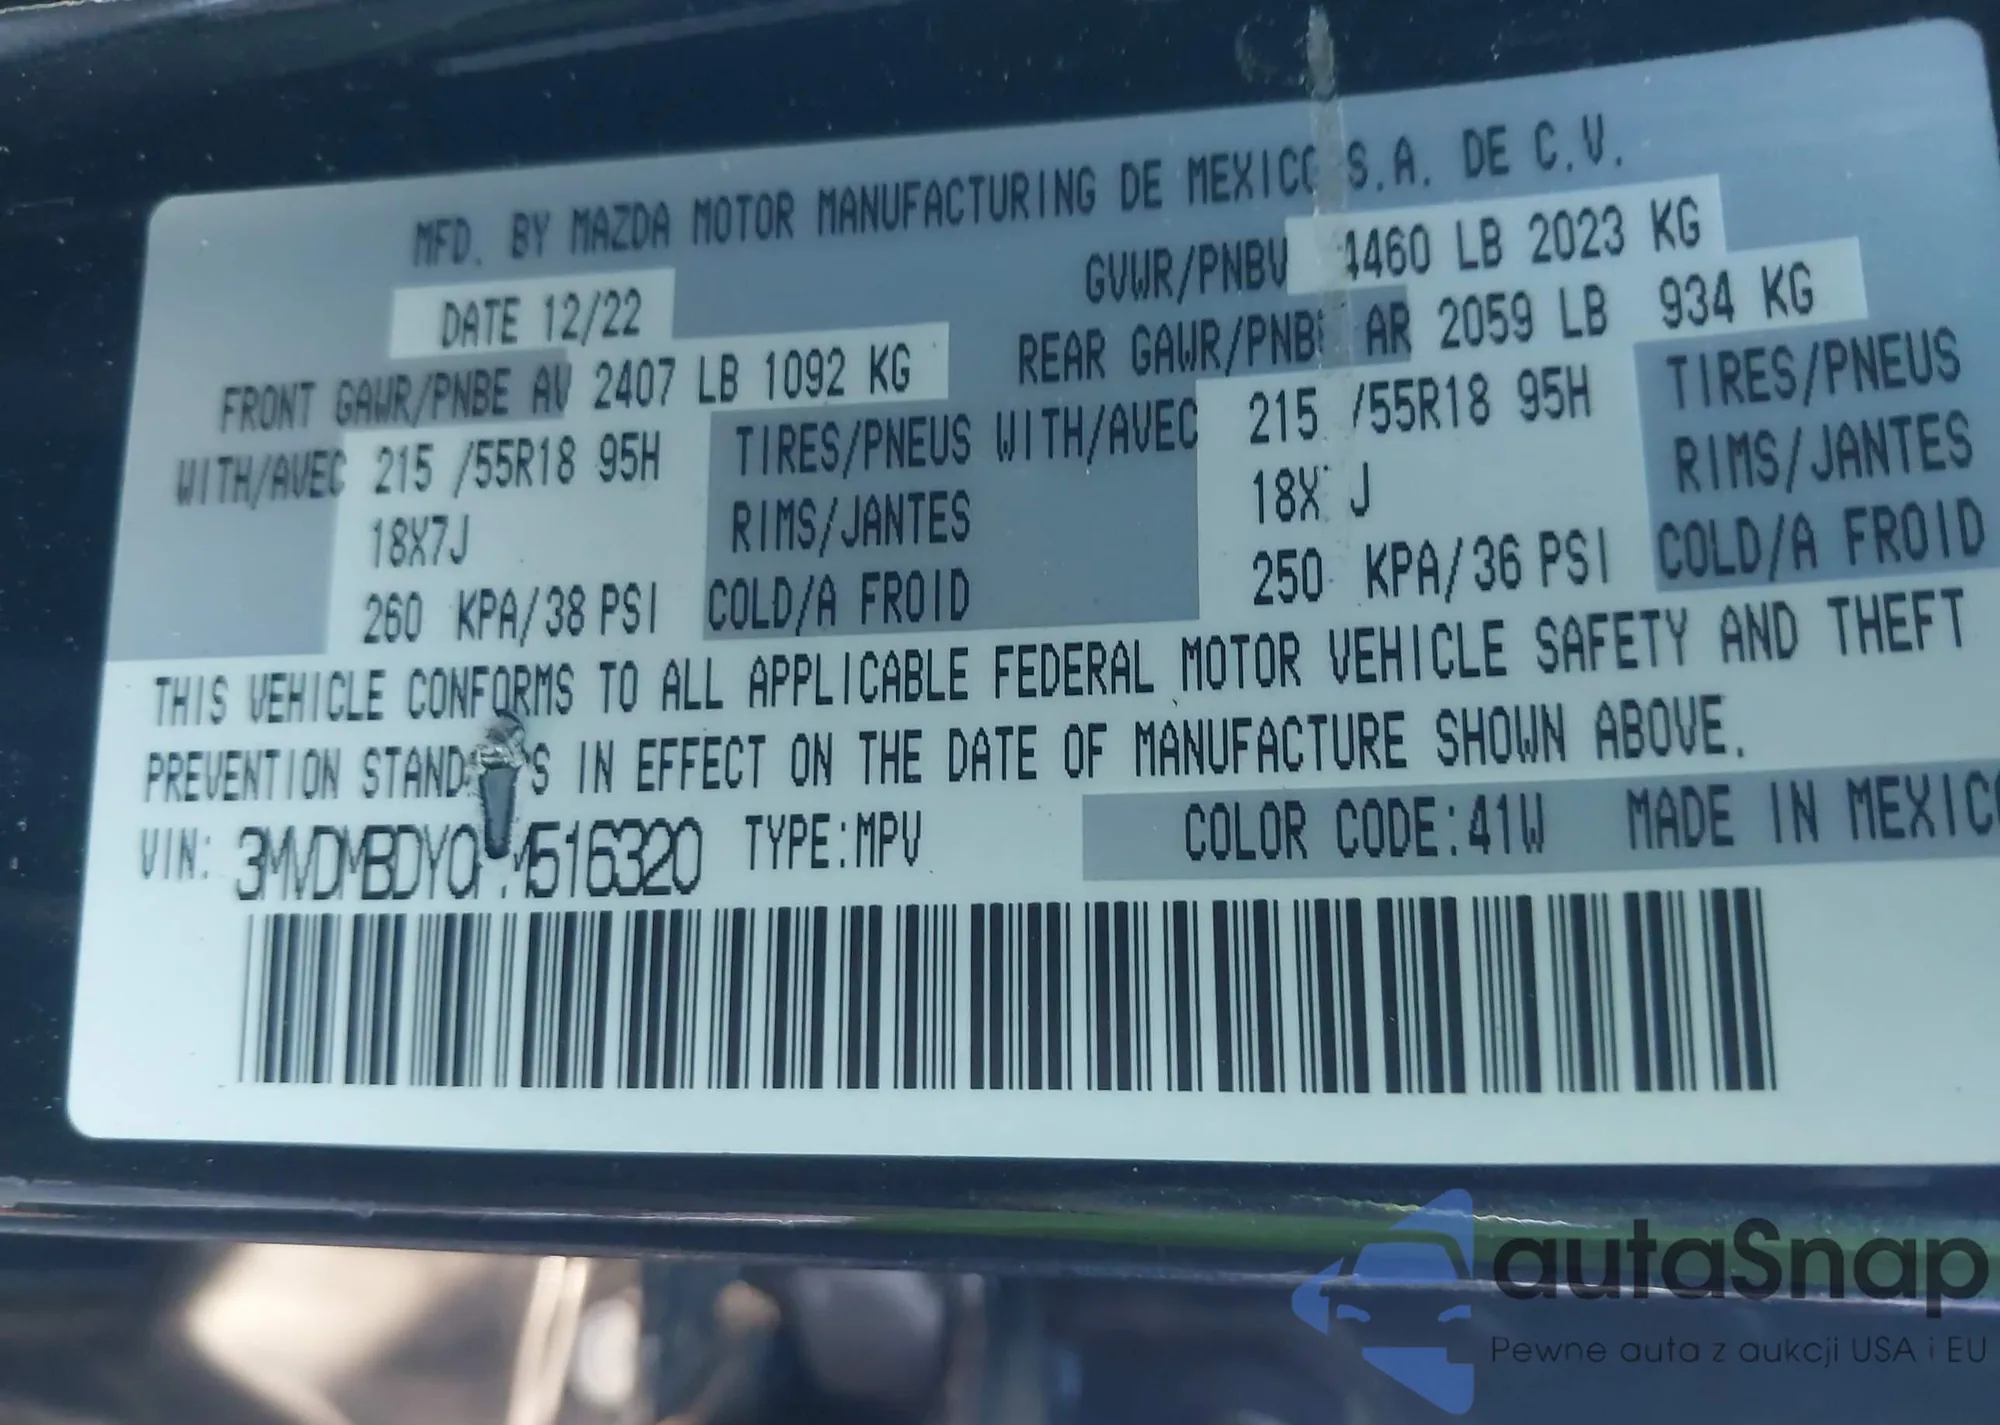 MFD. BY MAZDA MOTOR MANUFACTURING DE MEXICO S.A. DE C.V.
DATE 12/22 GVWR/PNBV 4460 LB 2023 KG
FRONT GAWR/PNBE AV 2407 LB 1092 KG REAR GAWR/PNBE AR 2059 LB 934 KG
WITH/AVEC 215 /55R18 95H TIRES/PNEUS WITH/AVEC 215 /55R18 95H TIRES/PNEUS
18X7J RIMS/JANTES 18X J RIMS/JANTES
260 KPA/38 PSI COLD/A FROID 250 KPA/36 PSI COLD/A FROID
THIS VEHICLE CONFORMS TO ALL APPLICABLE FEDERAL MOTOR VEHICLE SAFETY AND THEFT
PREVENTION IN EFFECT ON THE DATE OF MANUFACTURE SHOWN ABOVE.
VIN: TYPE:MPV COLOR CODE:41W MADE IN MEXICO
autaSnap
Pewne auta z aukcji USA i EU